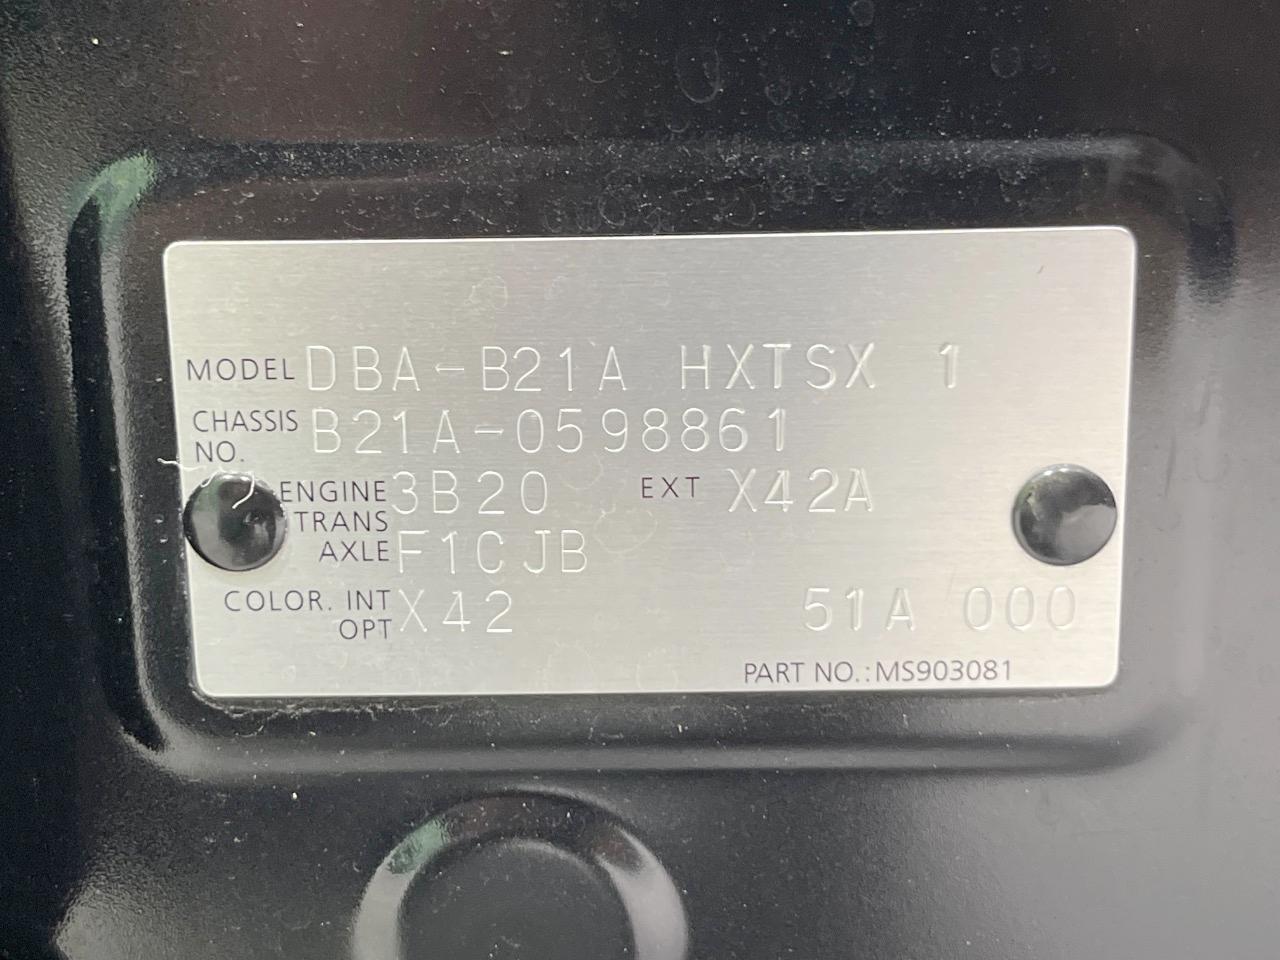 MODEL DBA-B21A HXTSX 1
CHASSIS NO. B21A-0598861
ENGINE 3B20 EXT X42A
TRANS AXLE F1CJB
COLOR. INT OPT X42 51A 000
PART NO.: MS903081